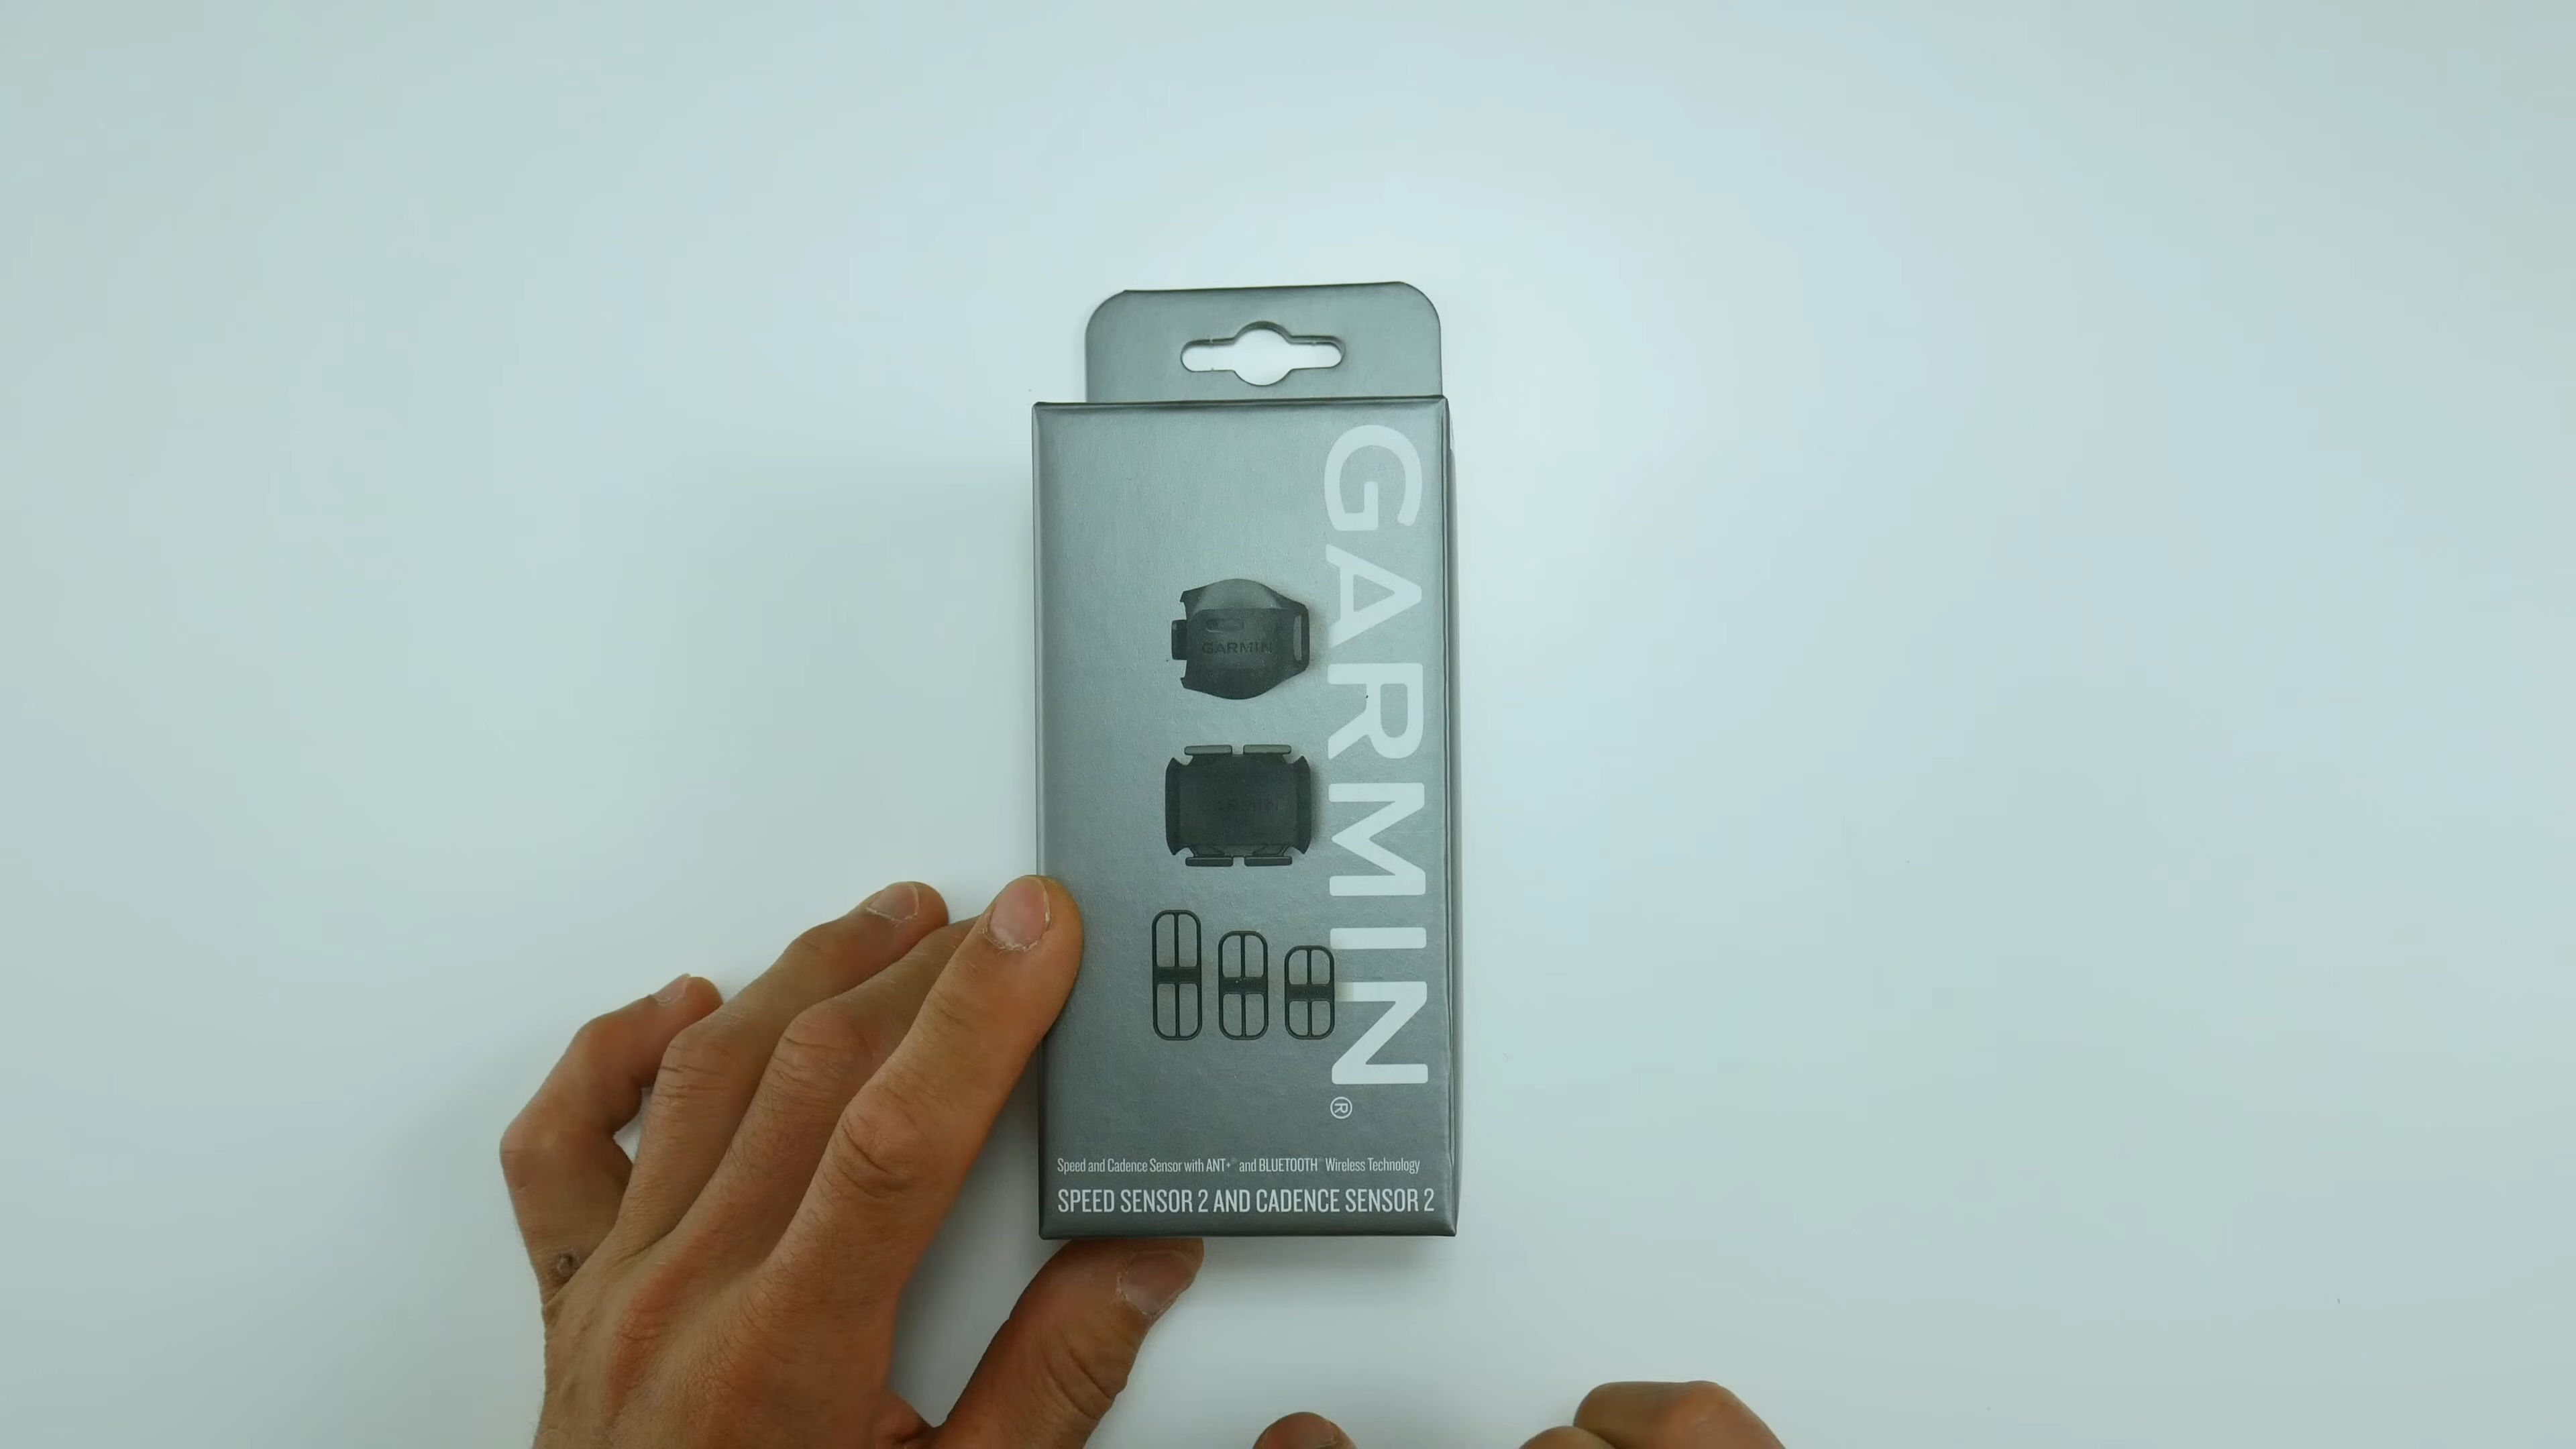 GARMIN®
GARMIN
GARMIN
Speed and Cadence Sensor with ANT+® and BLUETOOTH® Wireless Technology
SPEED SENSOR 2 AND CADENCE SENSOR 2